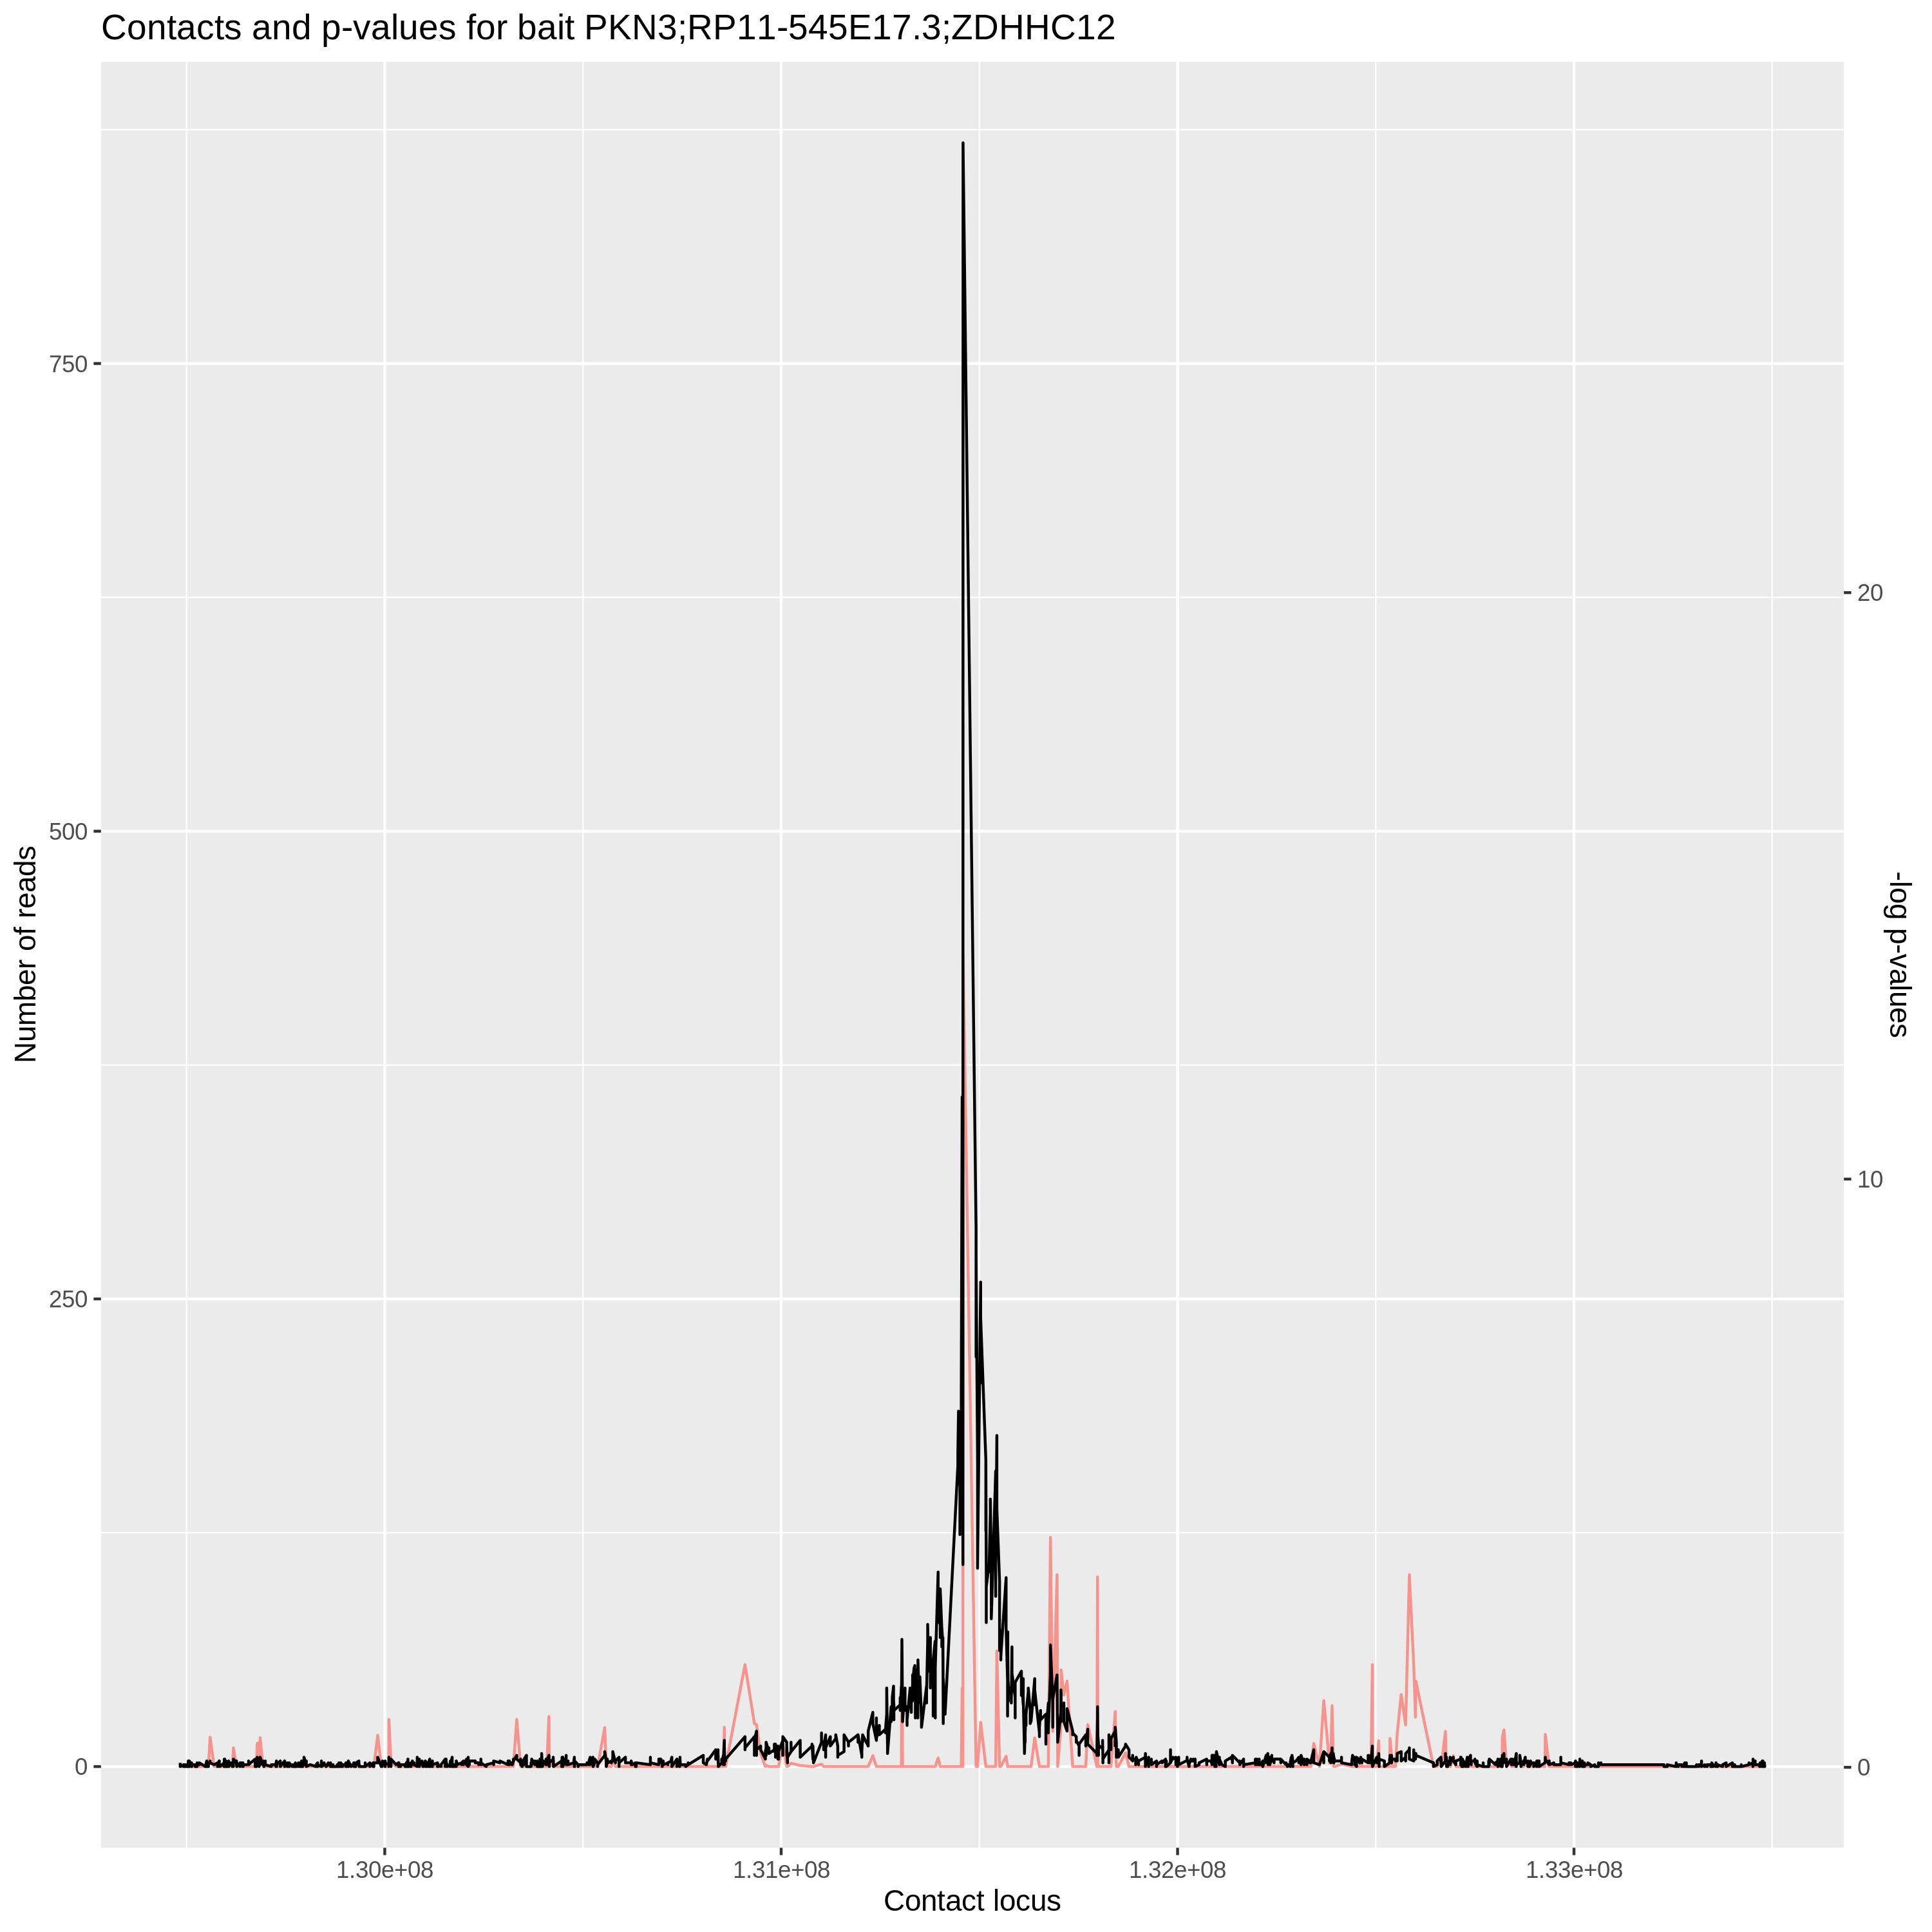 Contacts and p-values for bait PKN3;RP11-545E17.3;ZDHHC12
Number of reads
750
500
250
0
20
10
0
-log p-values
1.30e+08 1.31e+08 1.32e+08 1.33e+08
Contact locus